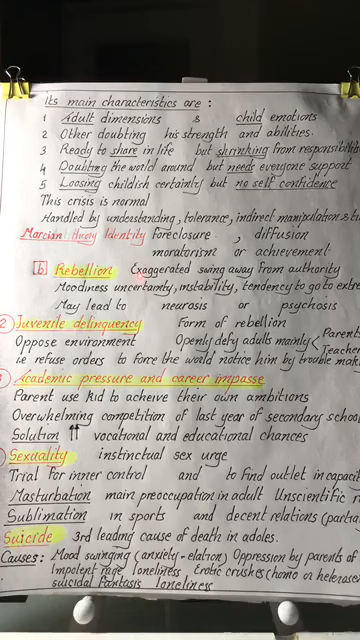 Its main characteristics are :
1 Adult dimensions & child emotions
2 Other doubting his strength and abilities.
3 Ready to share in life but shrinking from responsibilit
4 Doubting the world around but needs everyone support
5 Loosing childish certainty but no self confidence
This crisis is normal
Handled by understanding, tolerance, indirect manipulation &
Marcian Identity foreclosure , diffusion
moratorism or achievement
b Rebellion Exaggerated swing away from authority
Moodiness uncertainty, instability, tendency to go to extre
May lead to neurosis or psychosis
2 Juvenile delinquency Form of rebellion
Oppose environment Openly defy adults mainly < Parents
Teacher
i.e refuse orders to force the world notice him by trouble mak
Academic pressure and career impasse
Parent use kid to acheive their own ambitions
Overwhelming competition of last year of secondary schoo
Solution ↑↑ vocational and educational chances
Sexuality instinctual sex urge
Trial for inner control and to find outlet in capacit
Masturbation main preoccupation in adult Unscientific
Sublimation in sports and decent relations (partia
Suicide 3rd leading cause of death in adoles.
Causes: Mood swinging (anxiety-elation) Oppression by parents of
Impotent rage loneliness Erotic crushes (homo or heterose
suicidal fantasis loneliness